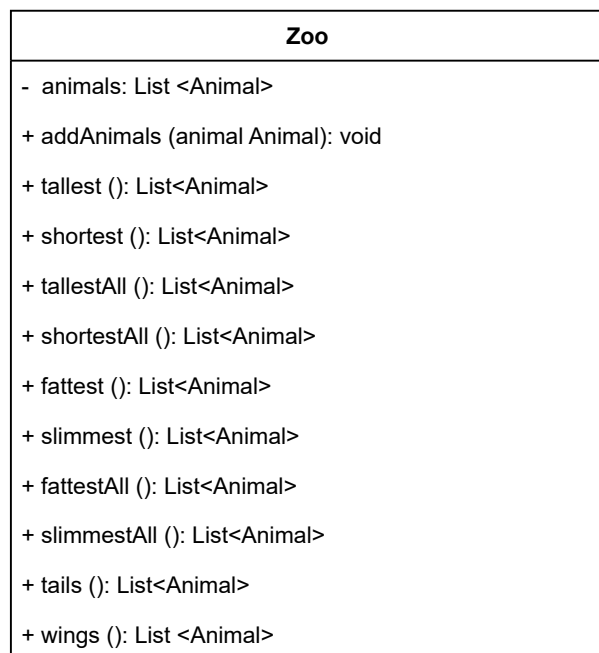 Zoo
- animals: List <Animal>
+ addAnimals (animal Animal): void
+ tallest (): List<Animal>
+ shortest (): List<Animal>
+ tallestAll (): List<Animal>
+ shortestAll (): List<Animal>
+ fattest (): List<Animal>
+ slimmest (): List<Animal>
+ fattestAll (): List<Animal>
+ slimmestAll (): List<Animal>
+ tails (): List<Animal>
+ wings (): List <Animal>